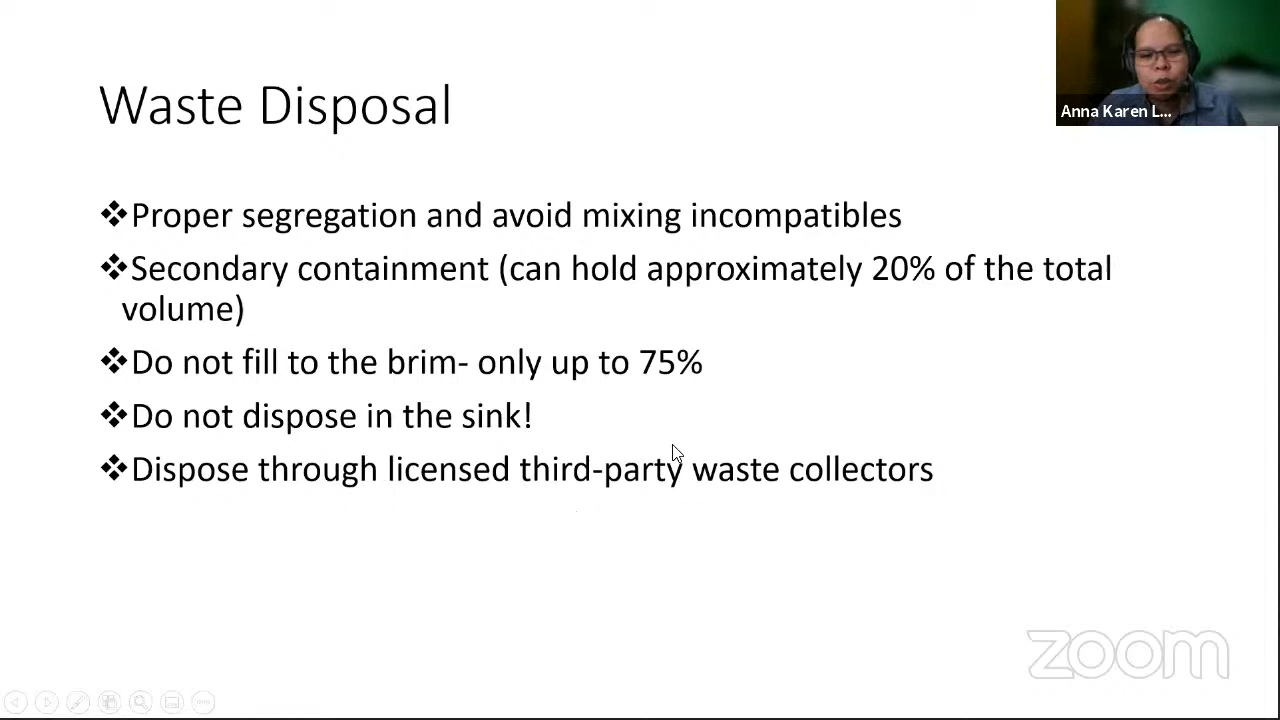 Waste Disposal
Anna Karen L...
❖Proper segregation and avoid mixing incompatibles
❖Secondary containment (can hold approximately 20% of the total
volume)
❖Do not fill to the brim- only up to 75%
❖Do not dispose in the sink!
❖Dispose through licensed third-party waste collectors
zoom